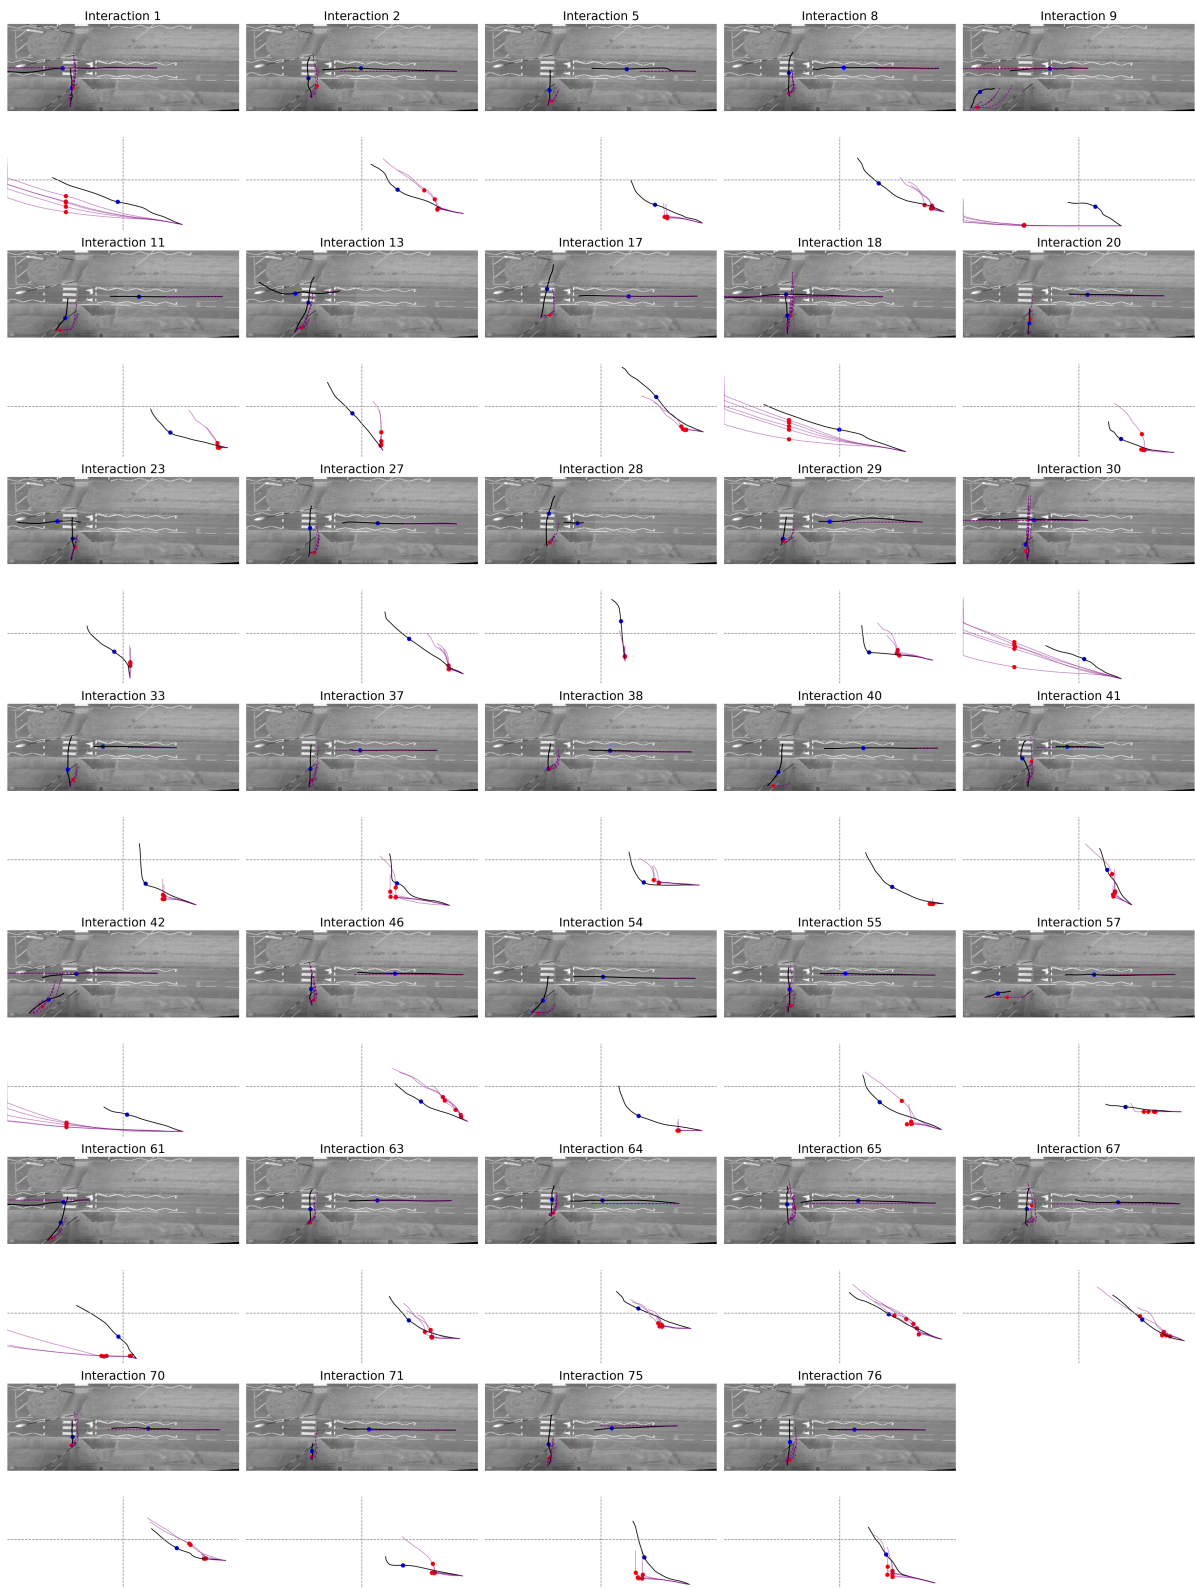 Interaction 1
Interaction 2
Interaction 5
Interaction 8
Interaction 9
Interaction 11
Interaction 13
Interaction 17
Interaction 18
Interaction 20
Interaction 23
Interaction 27
Interaction 28
Interaction 29
Interaction 30
Interaction 33
Interaction 37
Interaction 38
Interaction 40
Interaction 41
Interaction 42
Interaction 46
Interaction 54
Interaction 55
Interaction 57
Interaction 61
Interaction 63
Interaction 64
Interaction 65
Interaction 67
Interaction 70
Interaction 71
Interaction 75
Interaction 76